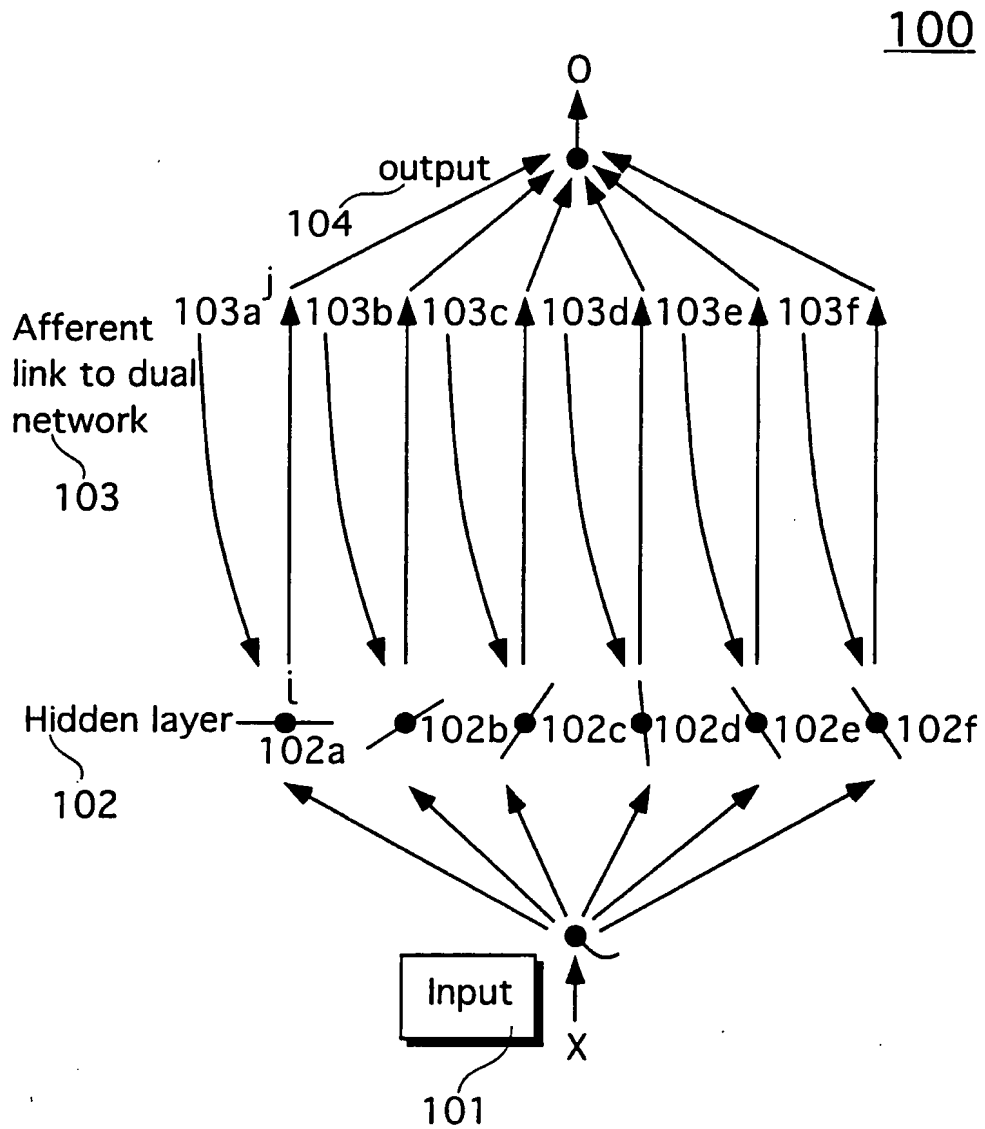 100
O
output
104
j
103a 103b 103c 103d 103e 103f
Afferent
link to dual
network
103
i
Hidden layer
102a 102b 102c 102d 102e 102f
102
Input
X
101